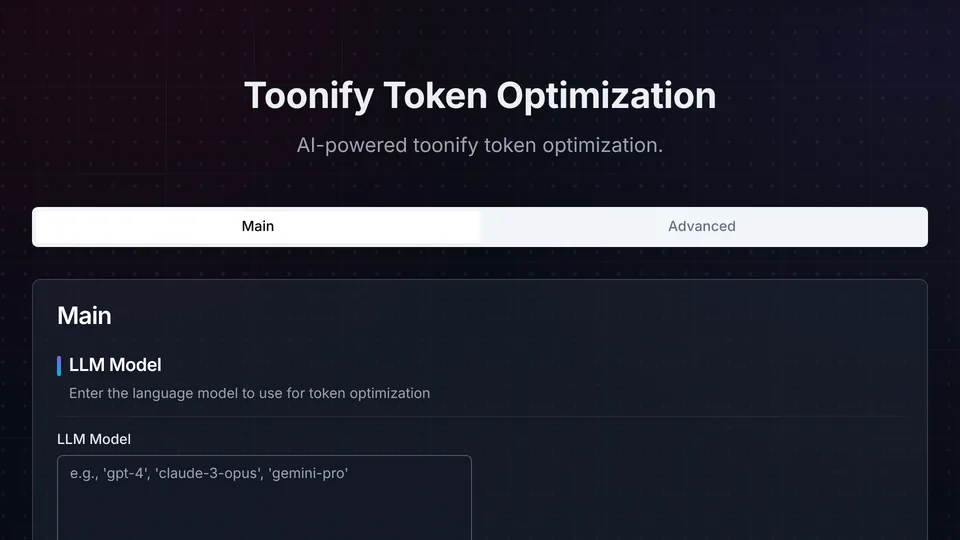 Toonify Token Optimization
AI-powered toonify token optimization.
Main
Advanced
Main
LLM Model
Enter the language model to use for token optimization
LLM Model
e.g., 'gpt-4', 'claude-3-opus', 'gemini-pro'